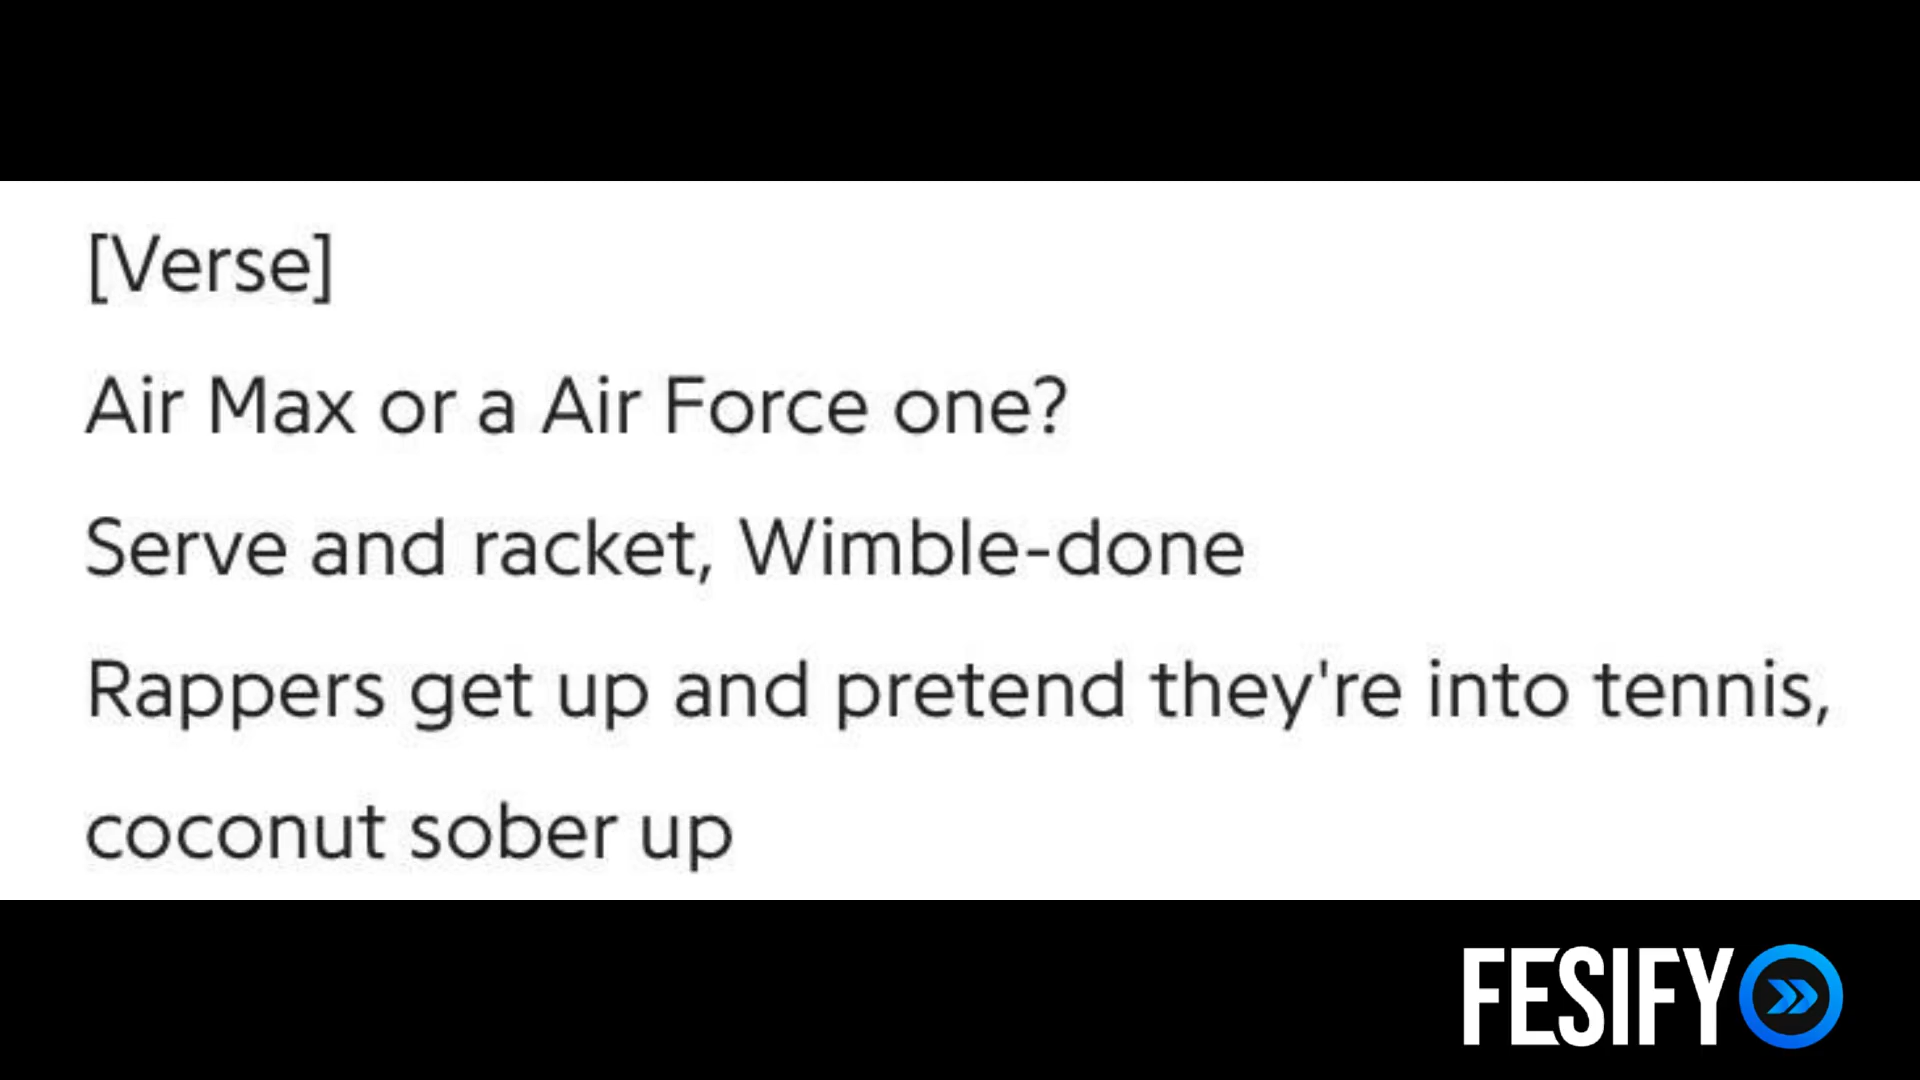 [Verse]
Air Max or a Air Force one?
Serve and racket, Wimble-done
Rappers get up and pretend they're into tennis,
coconut sober up
FESIFY